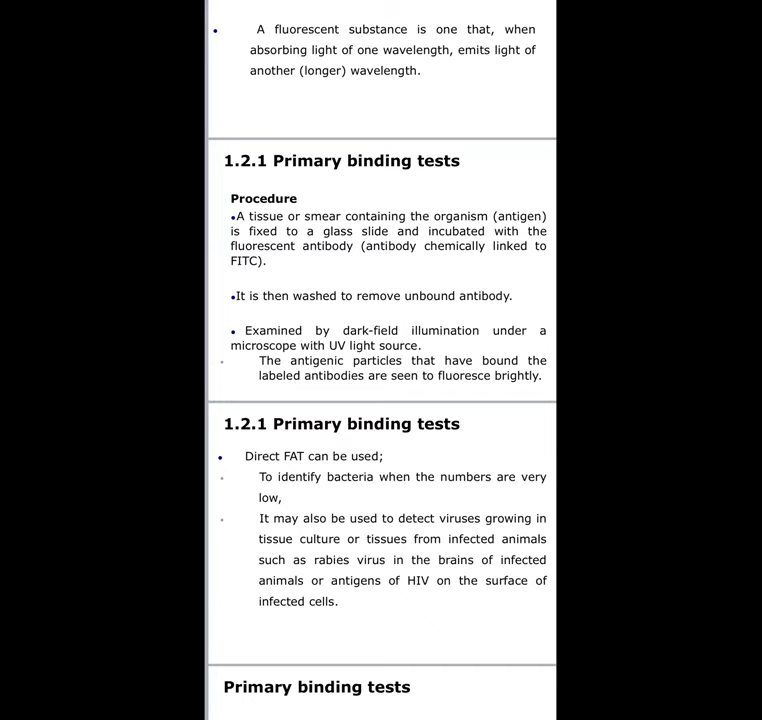 • A fluorescent substance is one that, when
absorbing light of one wavelength, emits light of
another (longer) wavelength.
1.2.1 Primary binding tests
Procedure
•A tissue or smear containing the organism (antigen)
is fixed to a glass slide and incubated with the
fluorescent antibody (antibody chemically linked to
FITC).
•It is then washed to remove unbound antibody.
• Examined by dark-field illumination under a
microscope with UV light source.
• The antigenic particles that have bound the
labeled antibodies are seen to fluoresce brightly.
1.2.1 Primary binding tests
• Direct FAT can be used;
• To identify bacteria when the numbers are very
low,
• It may also be used to detect viruses growing in
tissue culture or tissues from infected animals
such as rabies virus in the brains of infected
animals or antigens of HIV on the surface of
infected cells.
Primary binding tests